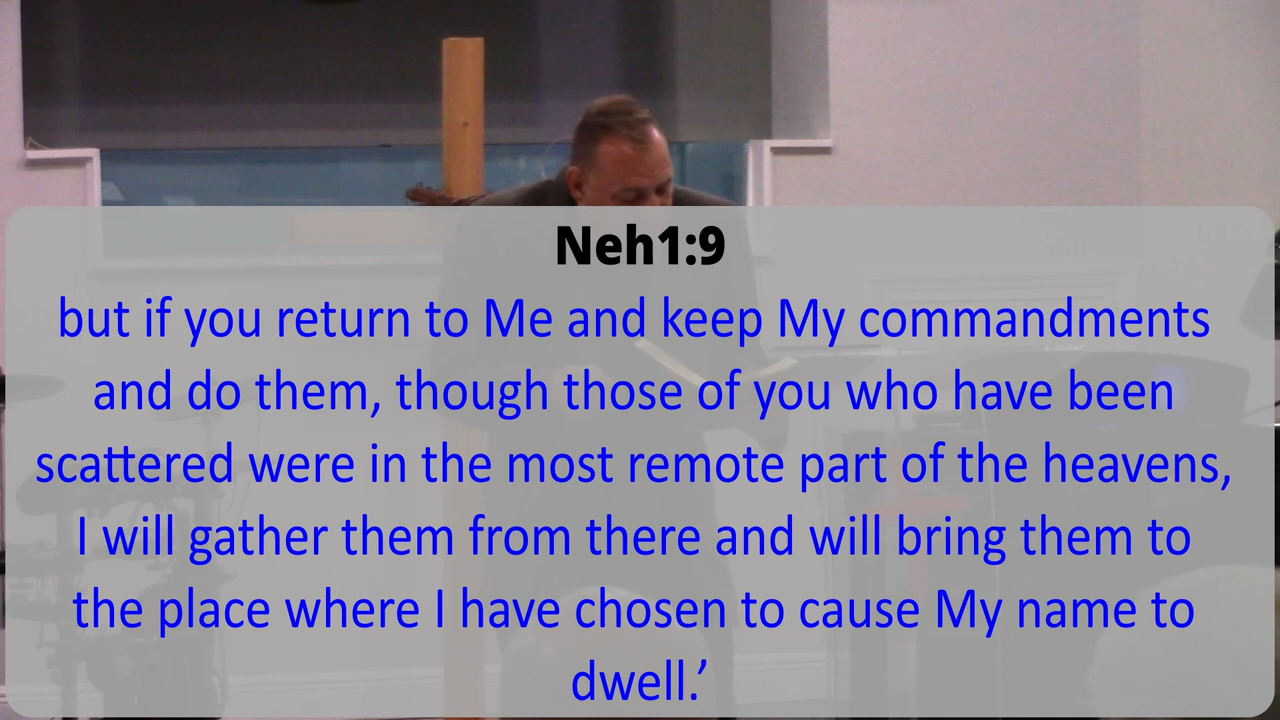 Neh1:9
but if you return to Me and keep My commandments
and do them, though those of you who have been
scattered were in the most remote part of the heavens,
I will gather them from there and will bring them to
the place where I have chosen to cause My name to
dwell.’